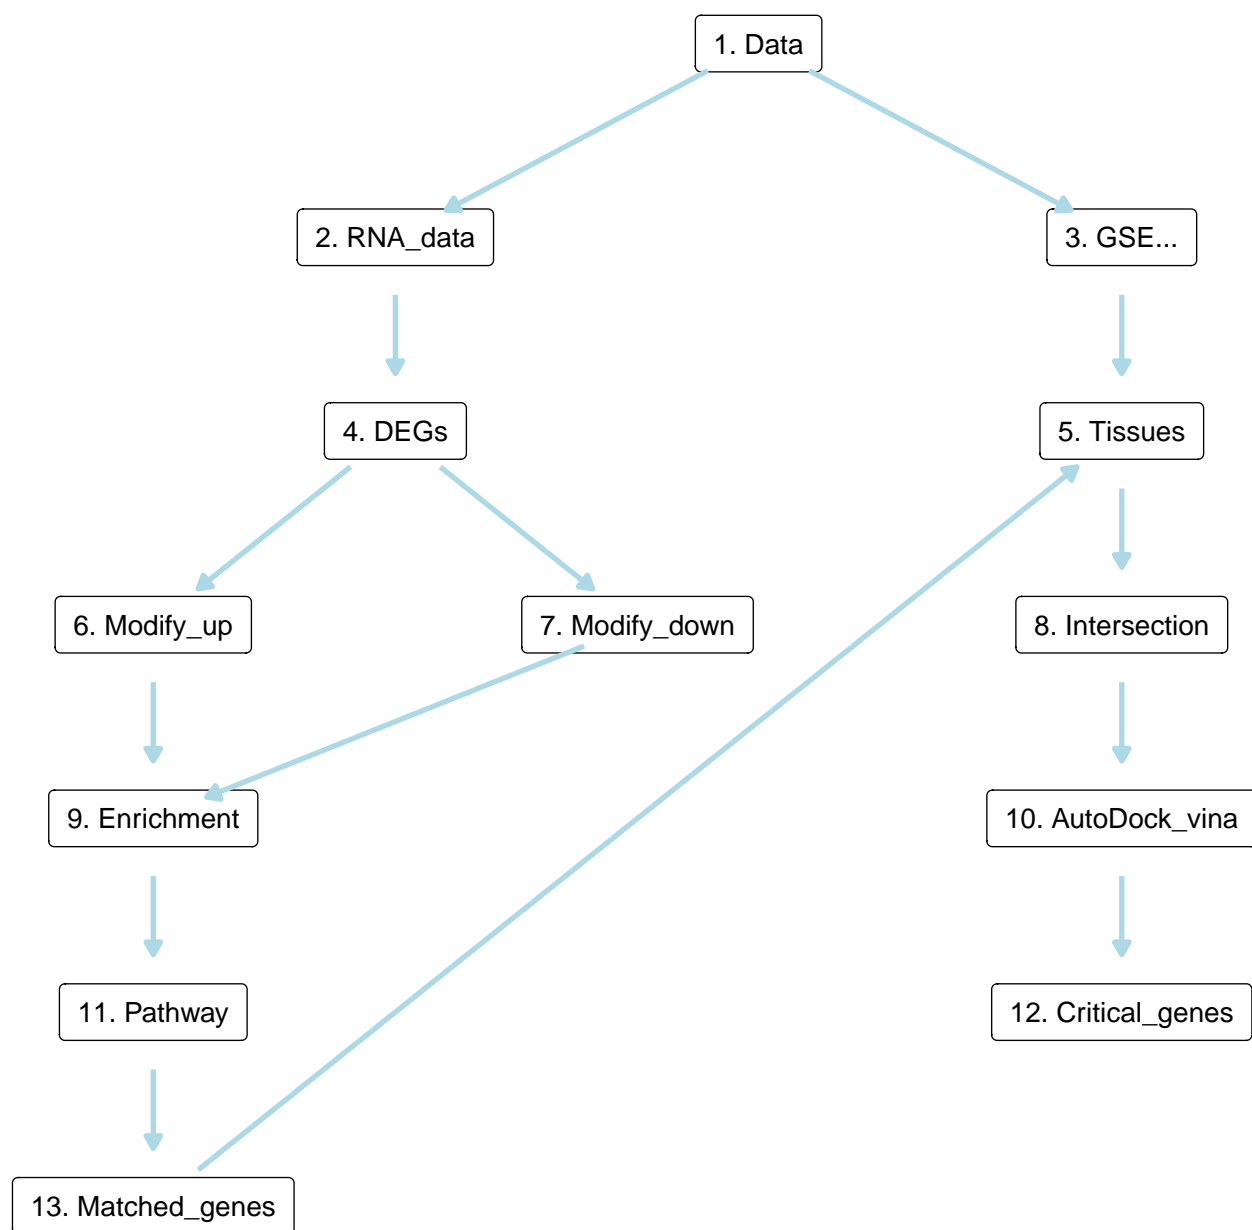 1. Data
2. RNA_data
3. GSE...
4. DEGs
5. Tissues
6. Modify_up
7. Modify_down
8. Intersection
9. Enrichment
10. AutoDock_vina
11. Pathway
12. Critical_genes
13. Matched_genes